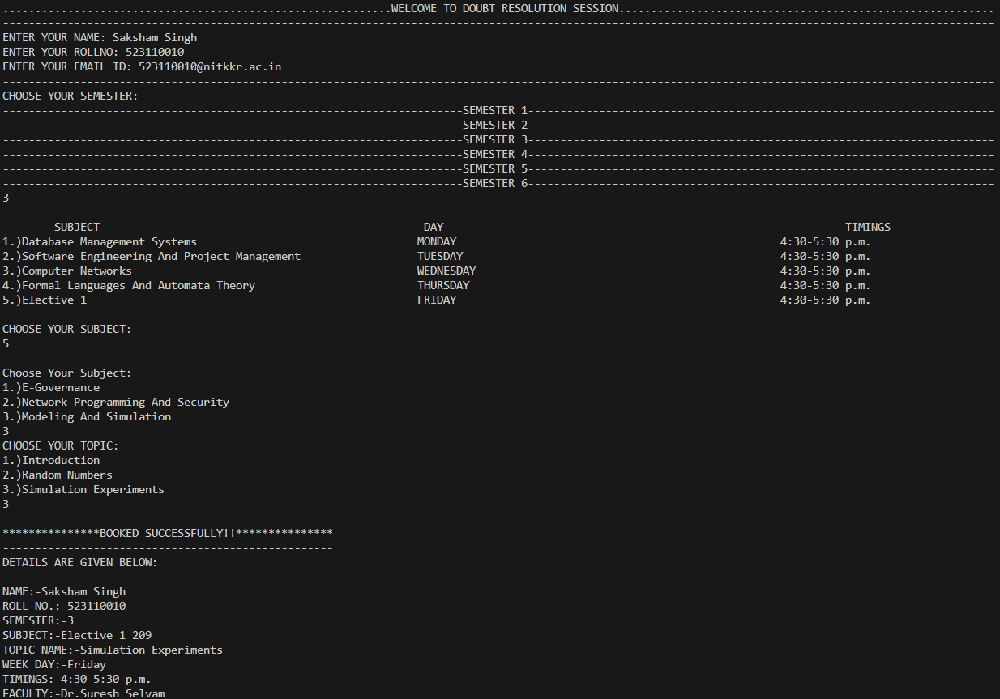 ............................................................WELCOME TO DOUBT RESOLUTION SESSION..........................................................
---------------------------------------------------------------------------------------------------------------------------------------------------------
ENTER YOUR NAME: Saksham Singh
ENTER YOUR ROLLNO: 523110010
ENTER YOUR EMAIL ID: 523110010@nitkkr.ac.in
---------------------------------------------------------------------------------------------------------------------------------------------------------
CHOOSE YOUR SEMESTER:
-----------------------------------------------------------------------SEMESTER 1------------------------------------------------------------------------
-----------------------------------------------------------------------SEMESTER 2------------------------------------------------------------------------
-----------------------------------------------------------------------SEMESTER 3------------------------------------------------------------------------
-----------------------------------------------------------------------SEMESTER 4------------------------------------------------------------------------
-----------------------------------------------------------------------SEMESTER 5------------------------------------------------------------------------
-----------------------------------------------------------------------SEMESTER 6------------------------------------------------------------------------
3
SUBJECT DAY TIMINGS
1.)Database Management Systems MONDAY 4:30-5:30 p.m.
2.)Software Engineering And Project Management TUESDAY 4:30-5:30 p.m.
3.)Computer Networks WEDNESDAY 4:30-5:30 p.m.
4.)Formal Languages And Automata Theory THURSDAY 4:30-5:30 p.m.
5.)Elective 1 FRIDAY 4:30-5:30 p.m.
CHOOSE YOUR SUBJECT:
5
Choose Your Subject:
1.)E-Governance
2.)Network Programming And Security
3.)Modeling And Simulation
3
CHOOSE YOUR TOPIC:
1.)Introduction
2.)Random Numbers
3.)Simulation Experiments
3
***************BOOKED SUCCESSFULLY!!***************
---------------------------------------------------
DETAILS ARE GIVEN BELOW:
---------------------------------------------------
NAME:-Saksham Singh
ROLL NO.:-523110010
SEMESTER:-3
SUBJECT:-Elective_1_209
TOPIC NAME:-Simulation Experiments
WEEK DAY:-Friday
TIMINGS:-4:30-5:30 p.m.
FACULTY:-Dr.Suresh Selvam